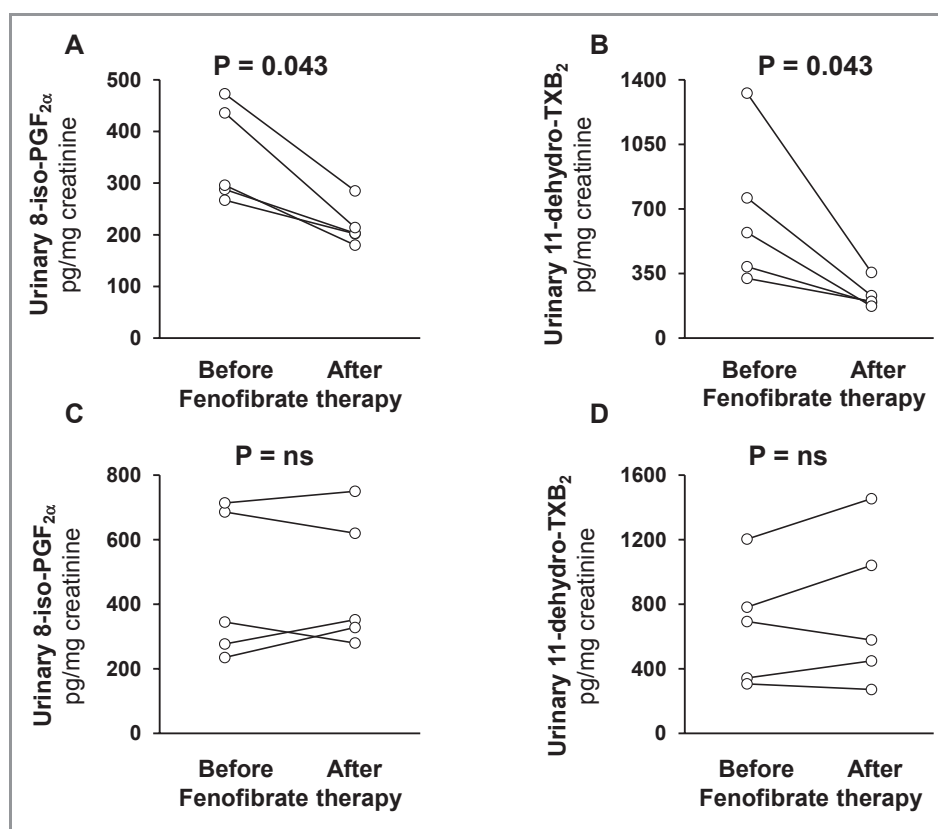 A
P = 0.043
Urinary 8-iso-PGF2α
pg/mg creatinine
500
400
300
200
100
0
Before After
Fenofibrate therapy
B
P = 0.043
Urinary 11-dehydro-TXB2
pg/mg creatinine
1400
1050
700
350
0
Before After
Fenofibrate therapy
C
P = ns
Urinary 8-iso-PGF2α
pg/mg creatinine
800
600
400
200
0
Before After
Fenofibrate therapy
D
P = ns
Urinary 11-dehydro-TXB2
pg/mg creatinine
1600
1200
800
400
0
Before After
Fenofibrate therapy